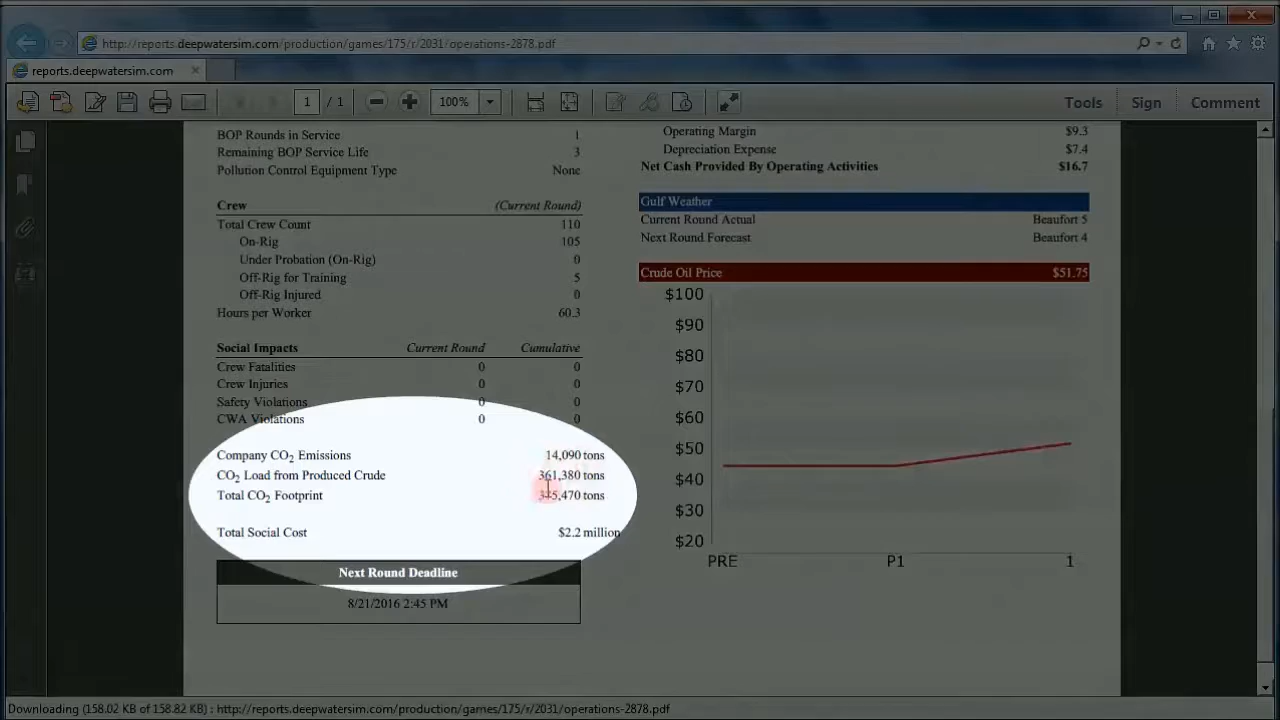 http://reports.deepwatersim.com/production/games/175/r/2031/operations-2878.pdf
reports.deepwatersim.com
1 / 1 100% Tools Sign Comment
BOP Rounds in Service 1
Remaining BOP Service Life 3
Pollution Control Equipment Type None
Crew (Current Round)
Total Crew Count 110
On-Rig 105
Under Probation (On-Rig) 0
Off-Rig for Training 5
Off-Rig Injured 0
Hours per Worker 60.3
Social Impacts Current Round Cumulative
Crew Fatalities 0 0
Crew Injuries 0 0
Safety Violations 0 0
CWA Violations 0 0
Company CO2 Emissions 14,090 tons
CO2 Load from Produced Crude 361,380 tons
Total CO2 Footprint tons
Total Social Cost $2.2 million
Next Round Deadline
8/21/2016 2:45 PM
Operating Margin $9.3
Depreciation Expense $7.4
Net Cash Provided By Operating Activities $16.7
Gulf Weather
Current Round Actual Beaufort 5
Next Round Forecast Beaufort 4
Crude Oil Price $51.75
$100
$90
$80
$70
$60
$50
$40
$30
$20
PRE P1 1
Downloading (158.02 KB of 158.82 KB) : http://reports.deepwatersim.com/production/games/175/r/2031/operations-2878.pdf